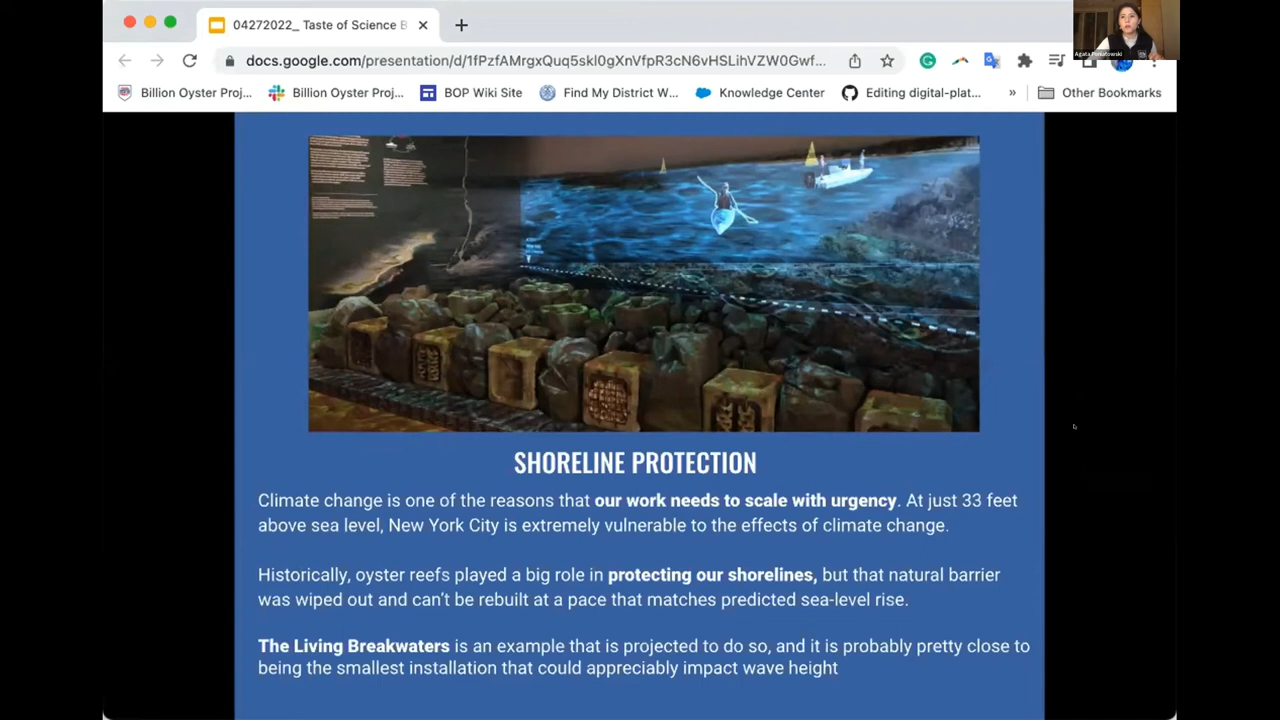 04272022_ Taste of Science B
docs.google.com/presentation/d/1fPzfAMrgxQuq5skl0gXnVfpR3cN6vHSLihVZW0Gwf...
Agata Poniatowski
Billion Oyster Proj...
Billion Oyster Proj...
BOP Wiki Site
Find My District W...
Knowledge Center
Editing digital-plat...
»
Other Bookmarks
SHORELINE PROTECTION
Climate change is one of the reasons that our work needs to scale with urgency. At just 33 feet
above sea level, New York City is extremely vulnerable to the effects of climate change.
Historically, oyster reefs played a big role in protecting our shorelines, but that natural barrier
was wiped out and can't be rebuilt at a pace that matches predicted sea-level rise.
The Living Breakwaters is an example that is projected to do so, and it is probably pretty close to
being the smallest installation that could appreciably impact wave height